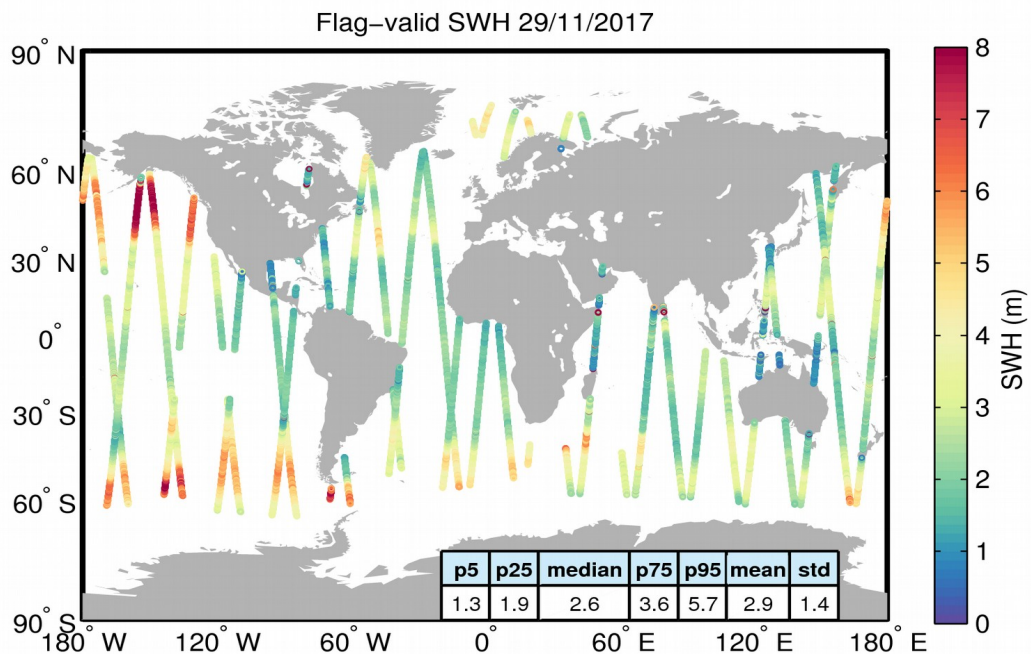 Flag−valid SWH 29/11/2017
90° N
60° N
30° N
0°
30° S
60° S
90° S
180° W
120° W
60° W
0°
60° E
120° E
180° E
p5 p25 median p75 p95 mean std
1.3 1.9 2.6 3.6 5.7 2.9 1.4
8
7
6
5
4
3
2
1
0
SWH (m)